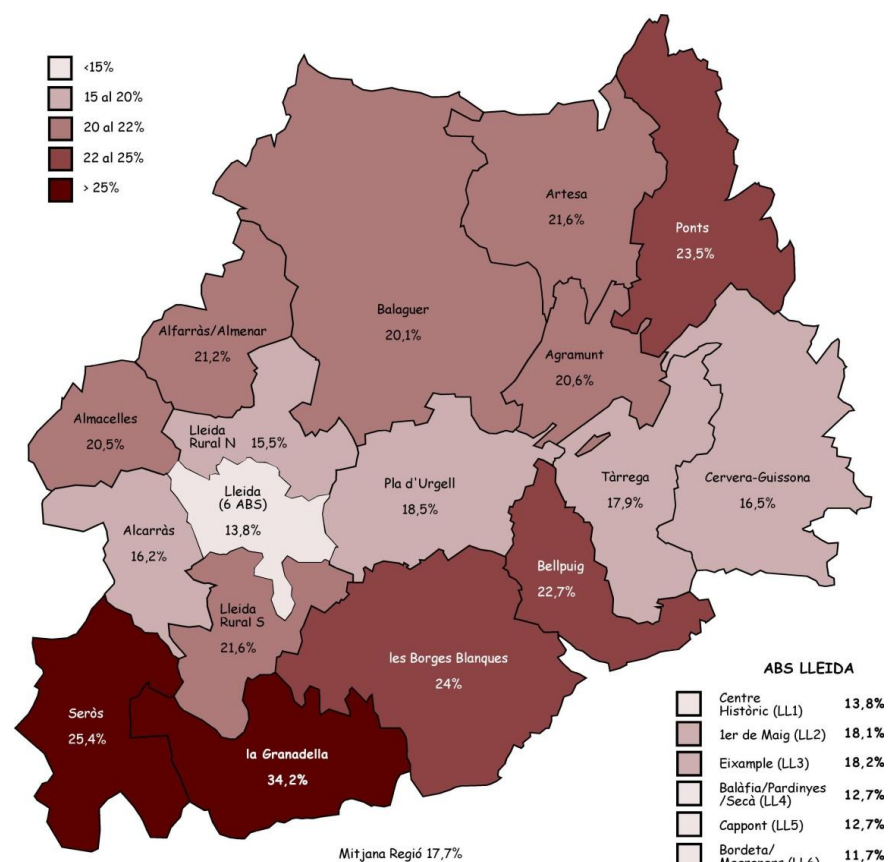 <15%
15 al 20%
20 al 22%
22 al 25%
> 25%
Artesa
21,6%
Ponts
23,5%
Balaguer
20,1%
Alfarràs/Almenar
21,2%
Agramunt
20,6%
Almacelles
20,5%
Lleida
Rural N 15,5%
Lleida
(6 ABS)
13,8%
Pla d'Urgell
18,5%
Tàrrega
17,9%
Cervera-Guissona
16,5%
Alcarràs
16,2%
Bellpuig
22,7%
Lleida
Rural S
21,6%
les Borges Blanques
24%
Seròs
25,4%
la Granadella
34,2%
Mitjana Regió 17,7%
ABS LLEIDA
Centre
Històric (LL1) 13,8%
1er de Maig (LL2) 18,1%
Eixample (LL3) 18,2%
Balàfia/Pardinyes
/Secà (LL4) 12,7%
Cappont (LL5) 12,7%
Bordeta/
11,7%